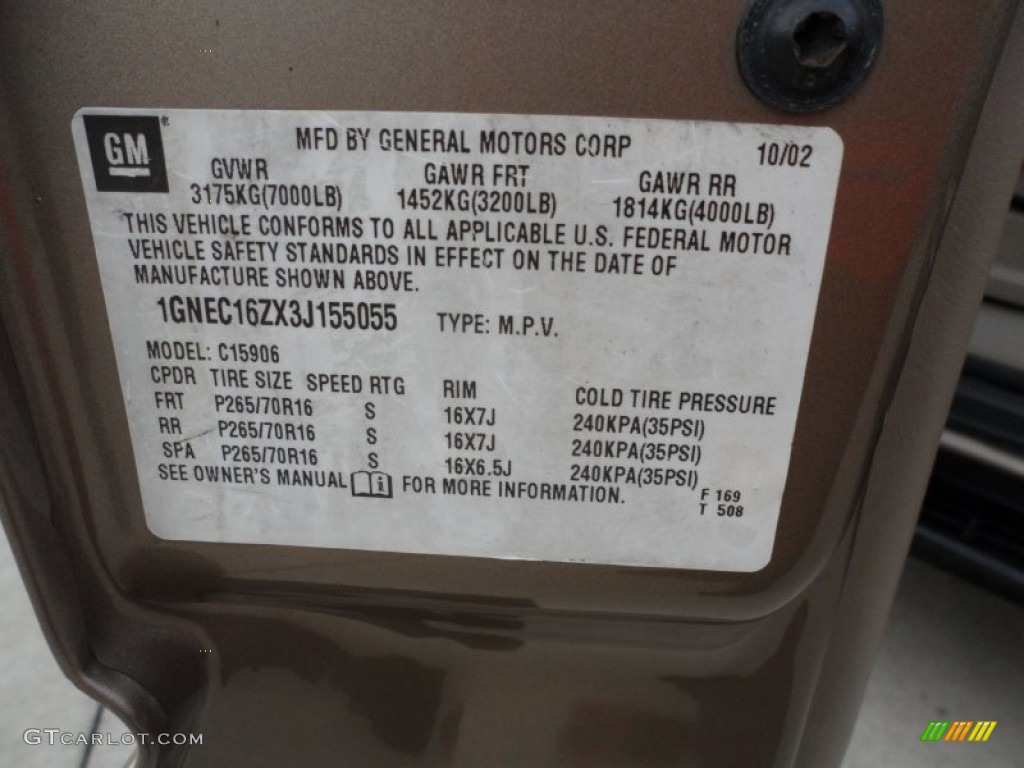 GM
MFD BY GENERAL MOTORS CORP 10/02
GVWR GAWR FRT GAWR RR
3175KG(7000LB) 1452KG(3200LB) 1814KG(4000LB)
THIS VEHICLE CONFORMS TO ALL APPLICABLE U.S. FEDERAL MOTOR
VEHICLE SAFETY STANDARDS IN EFFECT ON THE DATE OF
MANUFACTURE SHOWN ABOVE.
1GNEC16ZX3J155055 TYPE: M.P.V.
MODEL: C15906
CPDR TIRE SIZE SPEED RTG RIM COLD TIRE PRESSURE
FRT P265/70R16 S 16X7J 240KPA(35PSI)
RR P265/70R16 S 16X7J 240KPA(35PSI)
SPA P265/70R16 S 16X6.5J 240KPA(35PSI)
SEE OWNER'S MANUAL i FOR MORE INFORMATION.
F 169
T 508
GTCARLOT.COM